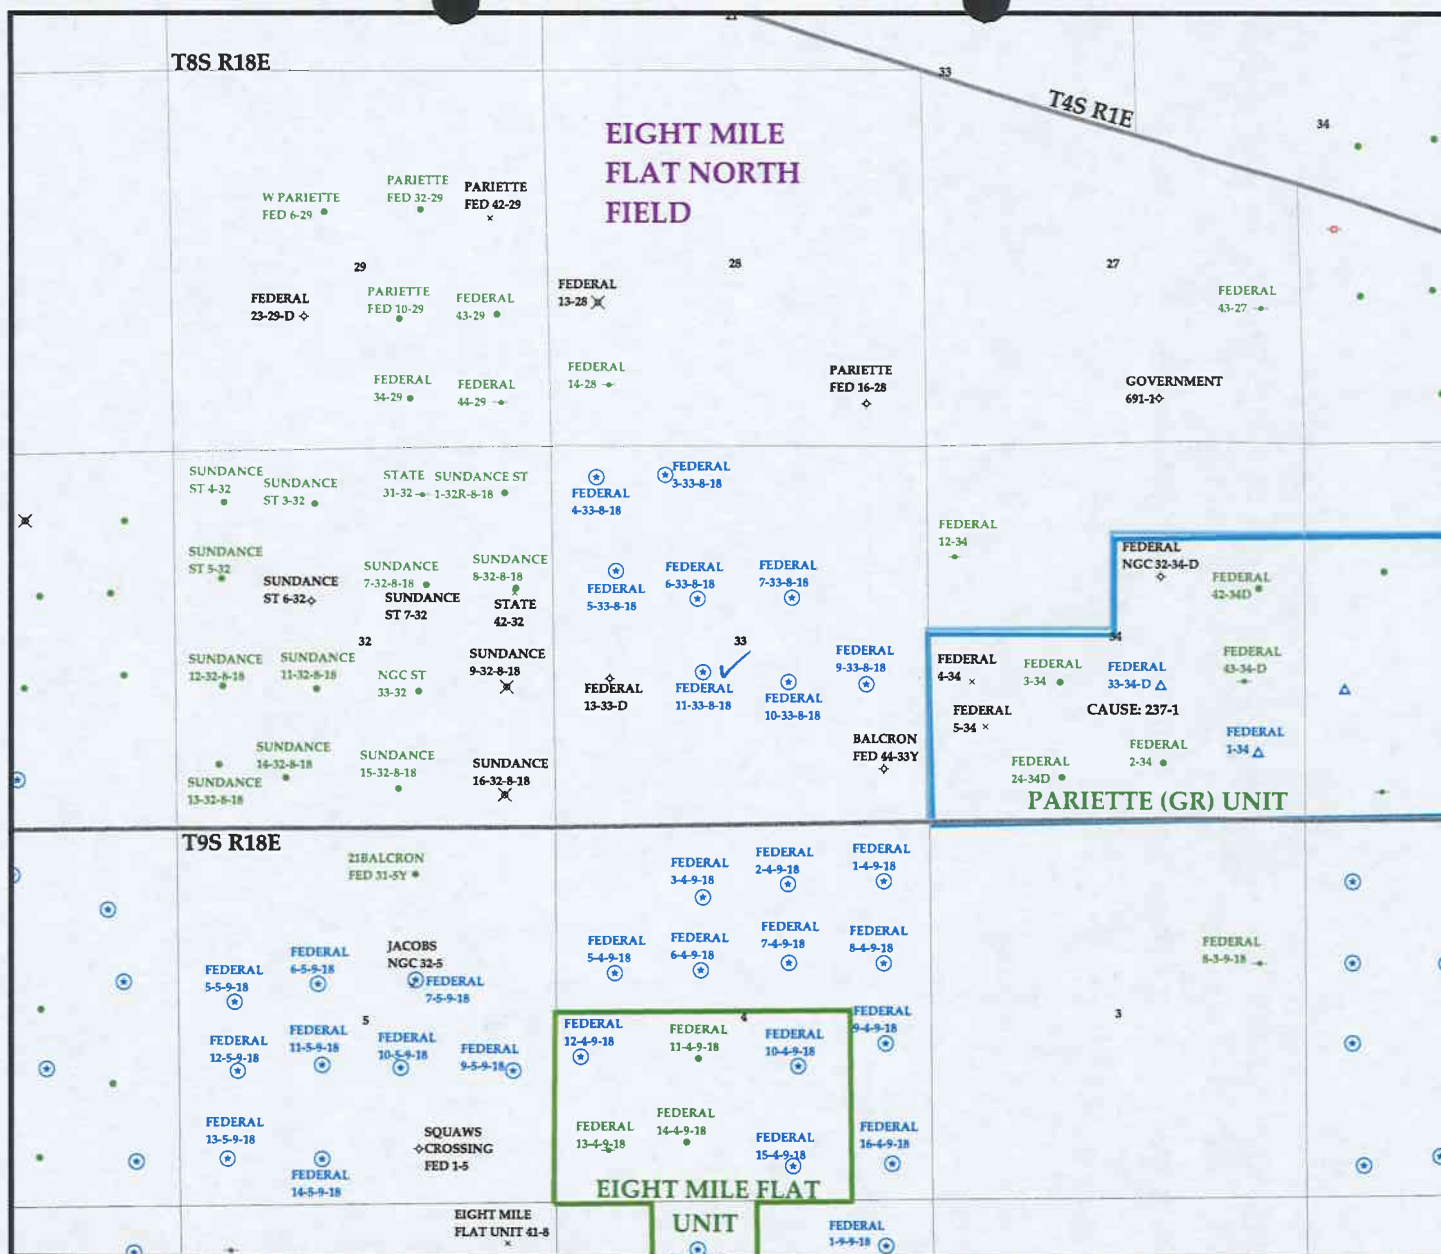 21
T8S R18E
33
T4S R1E
34
EIGHT MILE
FLAT NORTH
FIELD
W PARIETTE
FED 6-29
PARIETTE
FED 32-29
PARIETTE
FED 42-29
29
28
27
FEDERAL
23-29-D
PARIETTE
FED 10-29
FEDERAL
43-29
FEDERAL
13-28
FEDERAL
43-27
FEDERAL
34-29
FEDERAL
44-29
FEDERAL
14-28
PARIETTE
FED 16-28
GOVERNMENT
691-1
SUNDANCE
ST 4-32
SUNDANCE
ST 3-32
STATE
31-32
SUNDANCE ST
1-32R-8-18
FEDERAL
4-33-8-18
FEDERAL
3-33-8-18
FEDERAL
12-34
SUNDANCE
ST 5-32
SUNDANCE
ST 6-32
SUNDANCE
7-32-8-18
SUNDANCE
ST 7-32
SUNDANCE
8-32-8-18
STATE
42-32
FEDERAL
5-33-8-18
FEDERAL
6-33-8-18
FEDERAL
7-33-8-18
FEDERAL
NGC 32-34-D
FEDERAL
42-34D
32
33
34
SUNDANCE
12-32-8-18
SUNDANCE
11-32-8-18
NGC ST
33-32
SUNDANCE
9-32-8-18
FEDERAL
13-33-D
FEDERAL
11-33-8-18
FEDERAL
10-33-8-18
FEDERAL
9-33-8-18
FEDERAL
4-34
FEDERAL
3-34
FEDERAL
33-34-D
FEDERAL
43-34-D
FEDERAL
5-34
CAUSE: 237-1
SUNDANCE
13-32-8-18
SUNDANCE
14-32-8-18
SUNDANCE
15-32-8-18
SUNDANCE
16-32-8-18
BALCRON
FED 44-33Y
FEDERAL
24-34D
FEDERAL
2-34
FEDERAL
1-34
PARIETTE (GR) UNIT
T9S R18E
21BALCRON
FED 31-5Y
FEDERAL
3-4-9-18
FEDERAL
2-4-9-18
FEDERAL
1-4-9-18
FEDERAL
5-5-9-18
FEDERAL
6-5-9-18
JACOBS
NGC 32-5
FEDERAL
7-5-9-18
FEDERAL
5-4-9-18
FEDERAL
6-4-9-18
FEDERAL
7-4-9-18
FEDERAL
8-4-9-18
FEDERAL
8-3-9-18
5
4
3
FEDERAL
12-5-9-18
FEDERAL
11-5-9-18
FEDERAL
10-5-9-18
FEDERAL
9-5-9-18
FEDERAL
12-4-9-18
FEDERAL
11-4-9-18
FEDERAL
10-4-9-18
FEDERAL
9-4-9-18
FEDERAL
13-5-9-18
FEDERAL
14-5-9-18
SQUAWS
CROSSING
FED 1-5
FEDERAL
13-4-9-18
FEDERAL
14-4-9-18
FEDERAL
15-4-9-18
FEDERAL
16-4-9-18
EIGHT MILE FLAT
UNIT
EIGHT MILE
FLAT UNIT 41-8
FEDERAL
1-9-9-18